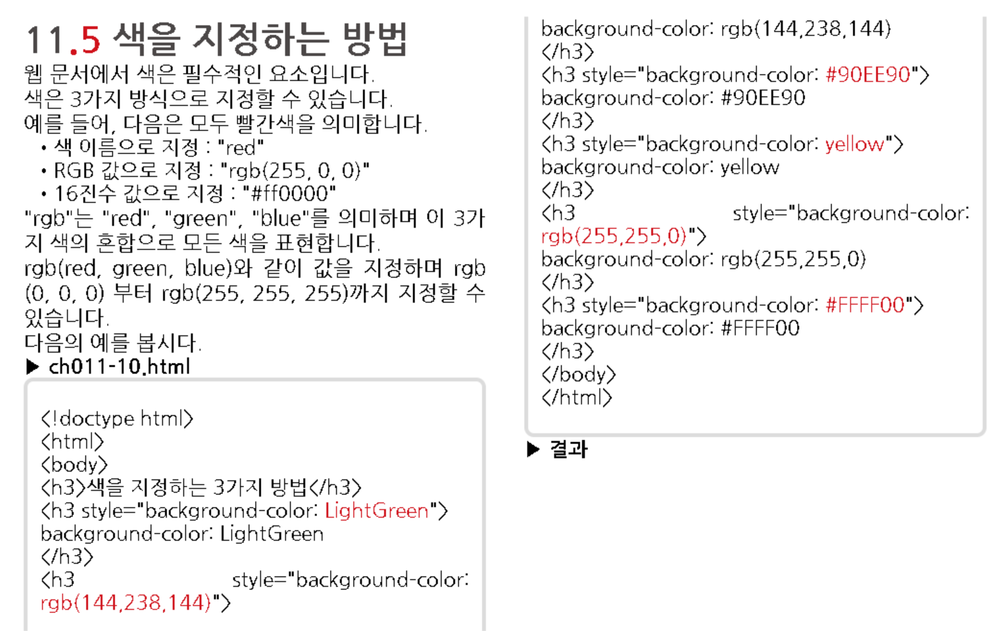 11.5 색을 지정하는 방법
웹 문서에서 색은 필수적인 요소입니다.
색은 3가지 방식으로 지정할 수 있습니다.
예를 들어, 다음은 모두 빨간색을 의미합니다.
• 색 이름으로 지정 : "red"
• RGB 값으로 지정 : "rgb(255, 0, 0)"
• 16진수 값으로 지정 : "#ff0000"
"rgb"는 "red", "green", "blue"를 의미하며 이 3가
지 색의 혼합으로 모든 색을 표현합니다.
rgb(red, green, blue)와 같이 값을 지정하며 rgb
(0, 0, 0) 부터 rgb(255, 255, 255)까지 지정할 수
있습니다.
다음의 예를 봅시다.
▶ ch011-10.html
<!doctype html>
<html>
<body>
<h3>색을 지정하는 3가지 방법</h3>
<h3 style="background-color: LightGreen">
background-color: LightGreen
</h3>
<h3 style="background-color:
rgb(144,238,144)">
background-color: rgb(144,238,144)
</h3>
<h3 style="background-color: #90EE90">
background-color: #90EE90
</h3>
<h3 style="background-color: yellow">
background-color: yellow
</h3>
<h3 style="background-color:
rgb(255,255,0)">
background-color: rgb(255,255,0)
</h3>
<h3 style="background-color: #FFFF00">
background-color: #FFFF00
</h3>
</body>
</html>
▶ 결과